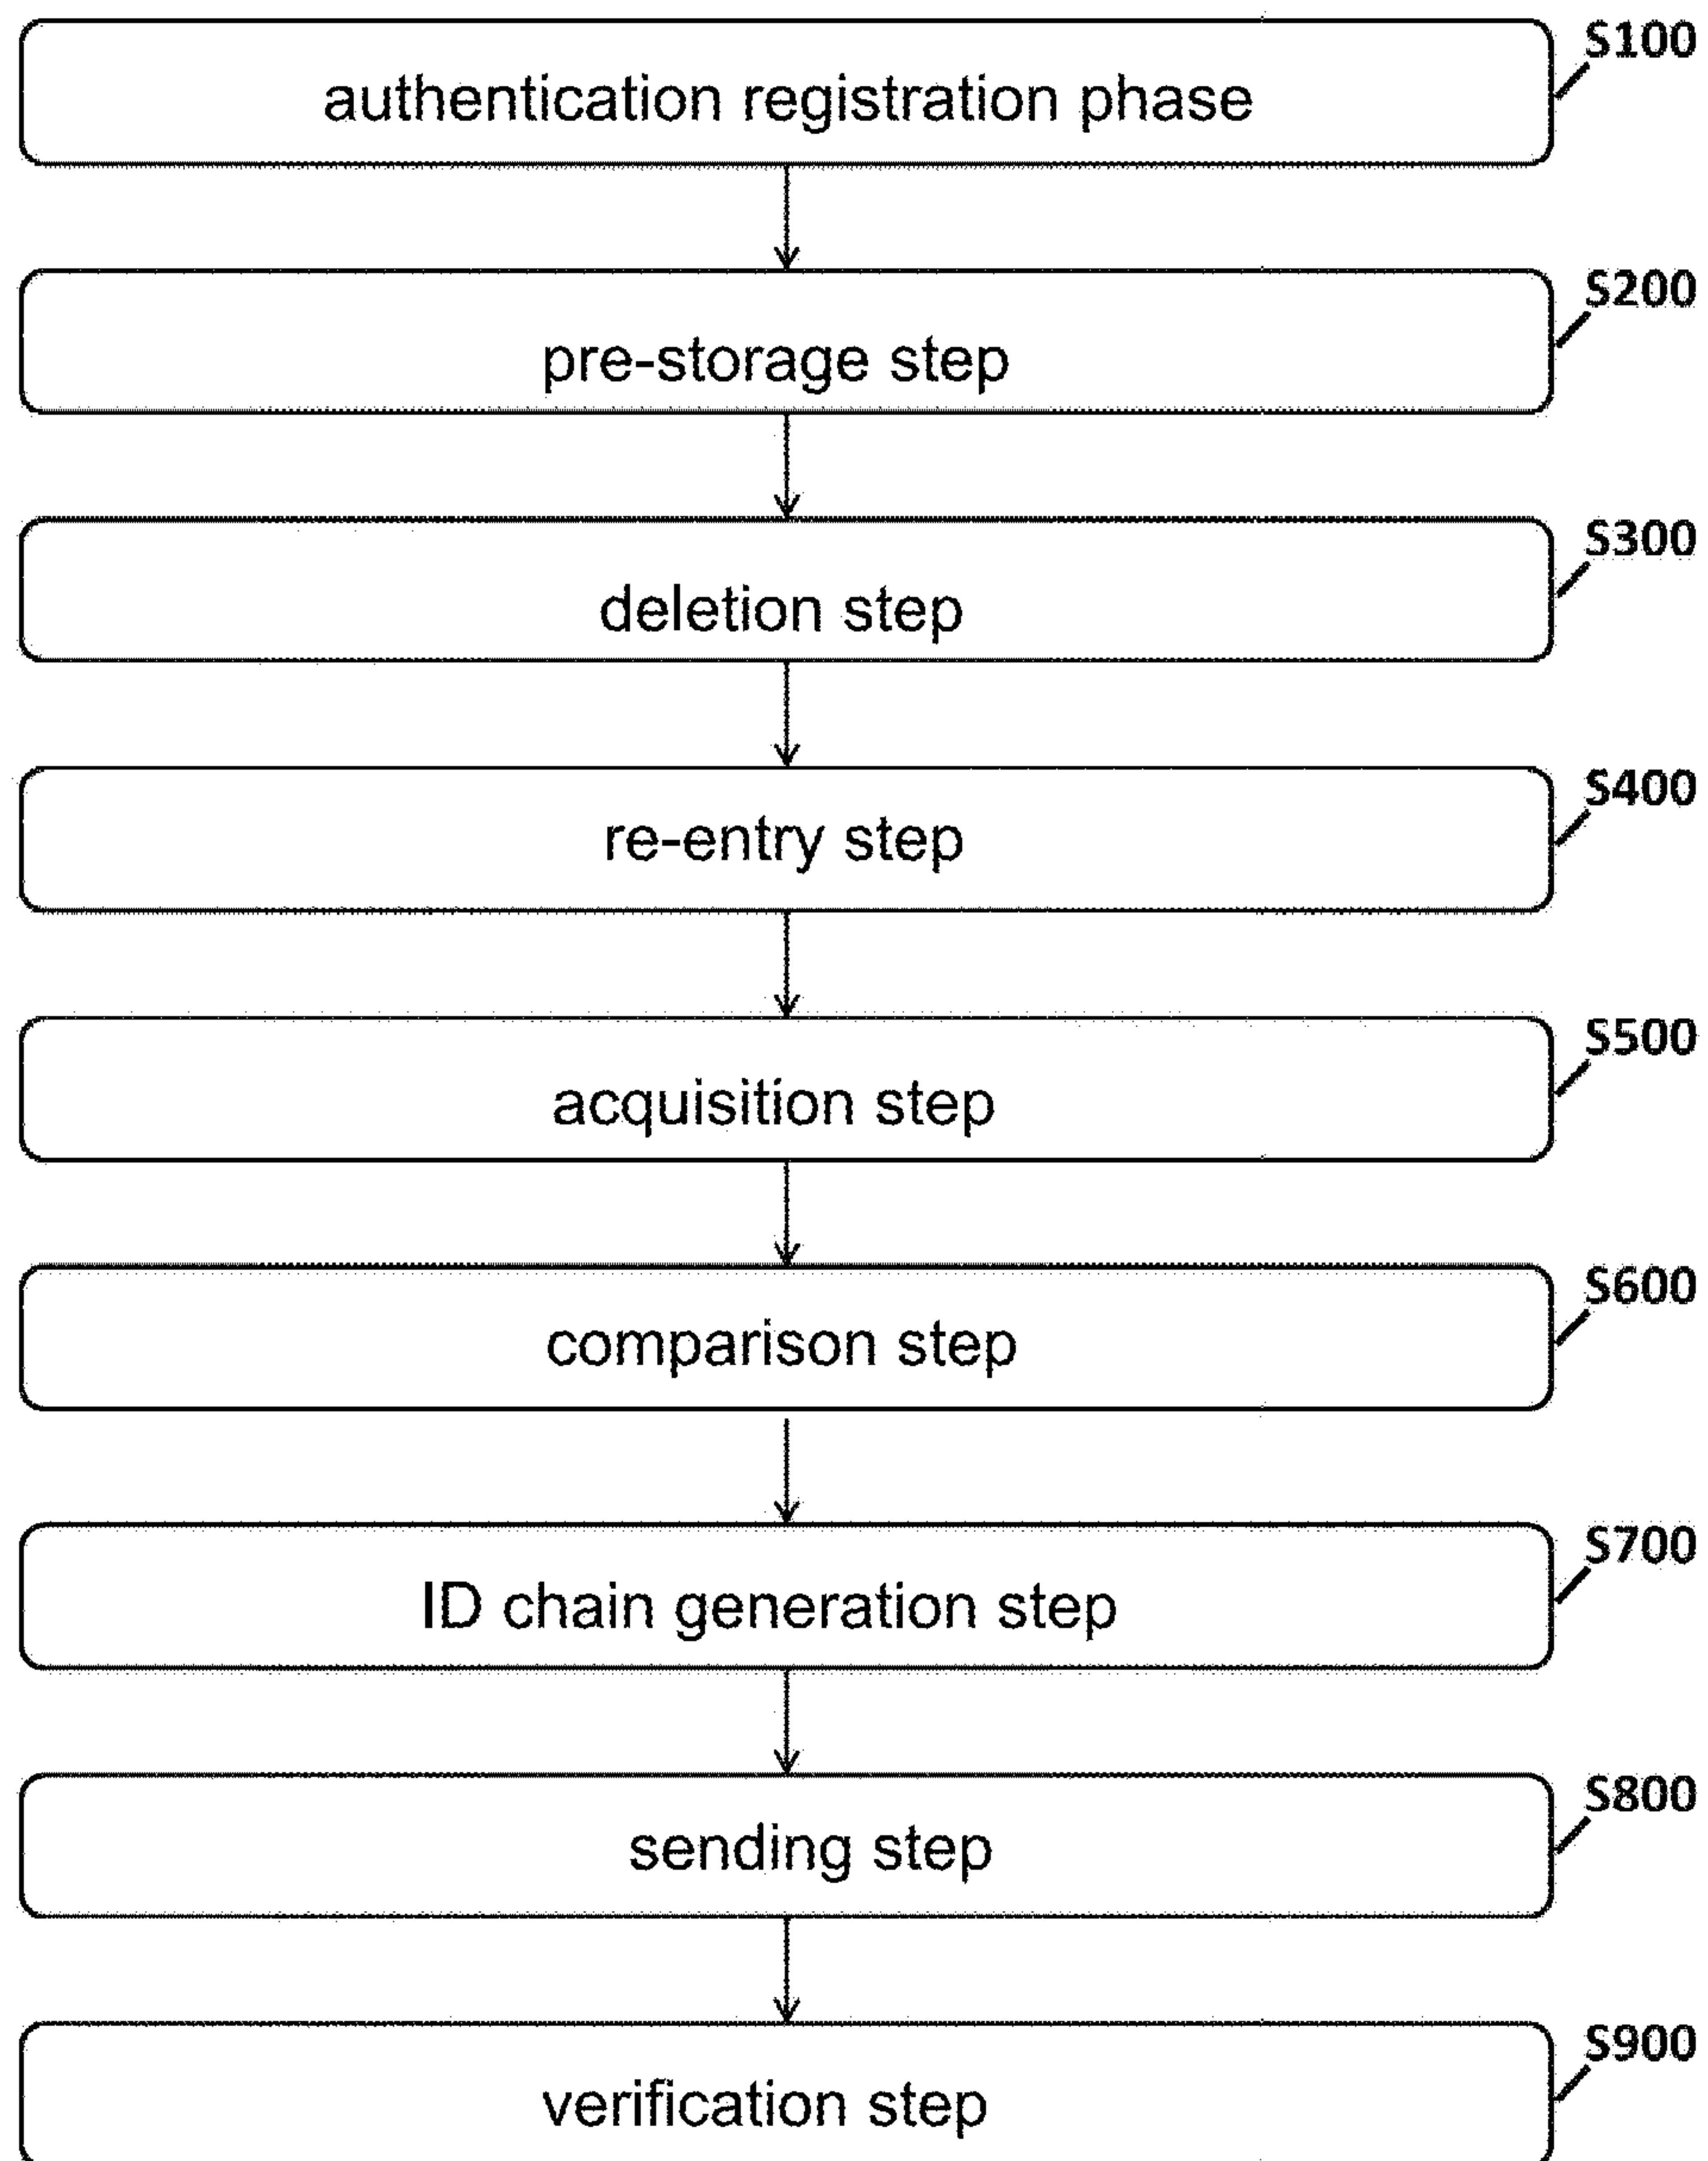 S100
authentication registration phase
S200
pre-storage step
S300
deletion step
S400
re-entry step
S500
acquisition step
S600
comparison step
S700
ID chain generation step
S800
sending step
S900
verification step